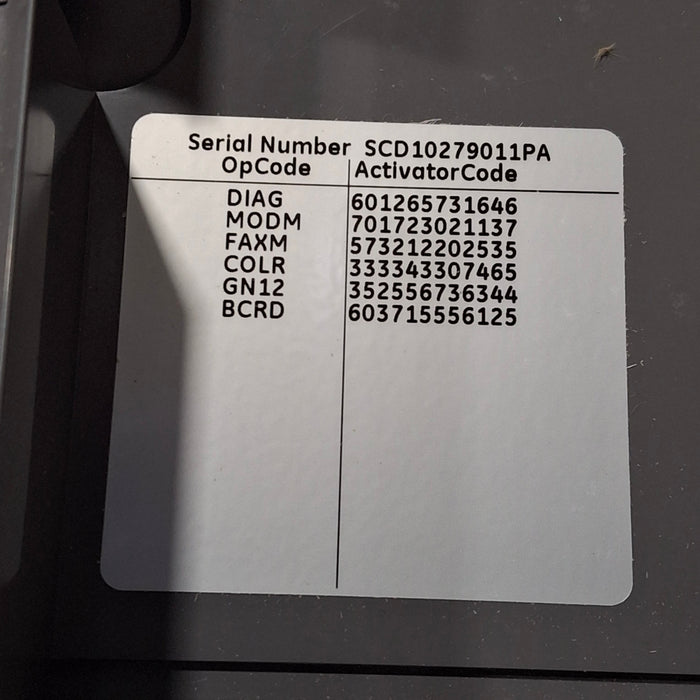 Serial Number SCD10279011PA
OpCode ActivatorCode
DIAG 601265731646
MODM 701723021137
FAXM 573212202535
COLR 333343307465
GN12 352556736344
BCRD 603715556125